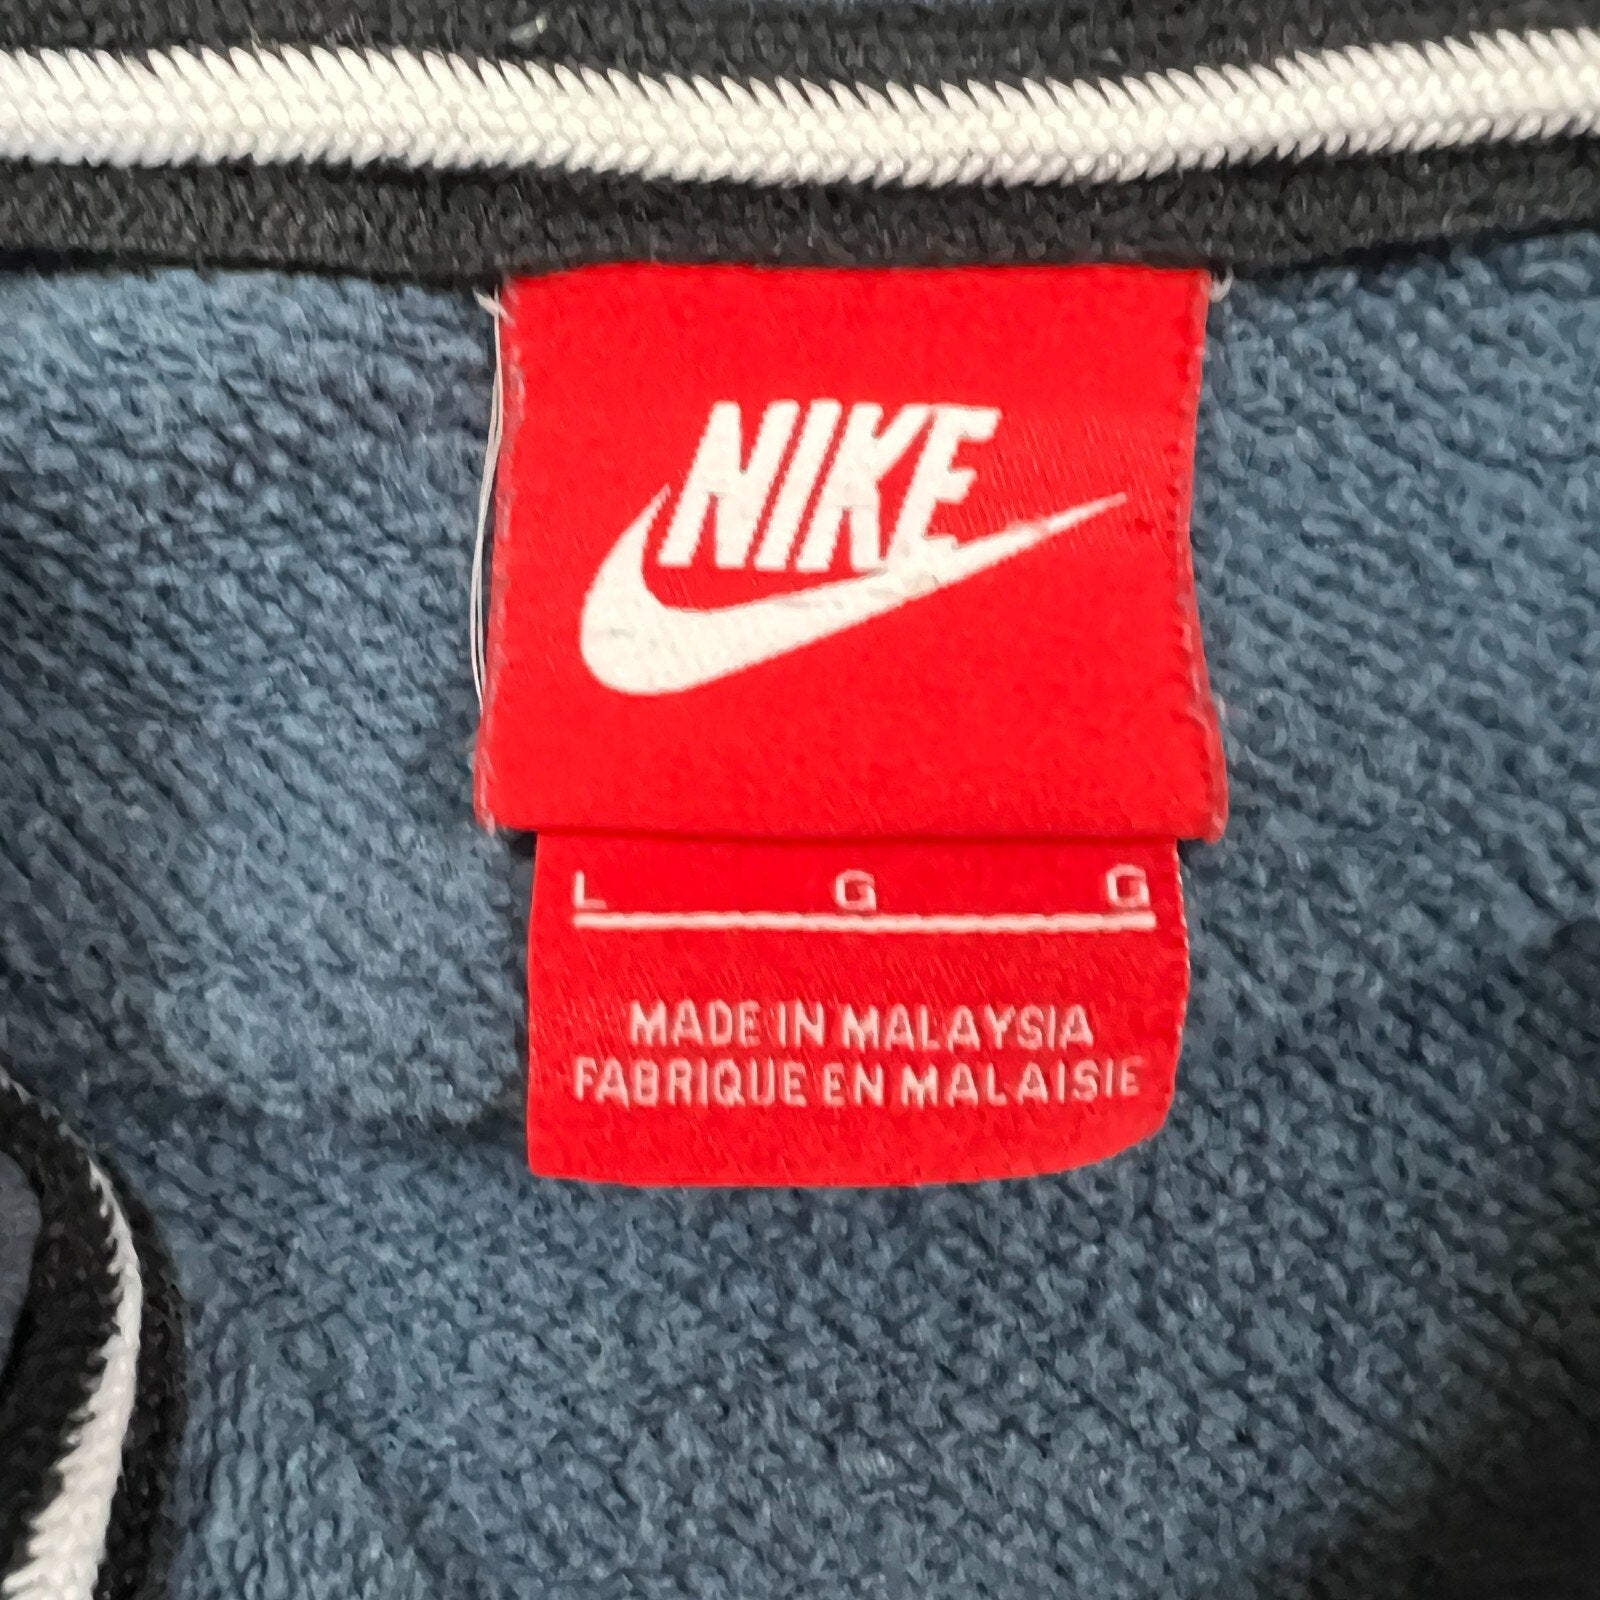 NIKE
L G G
MADE IN MALAYSIA
FABRIQUE EN MALAISIE